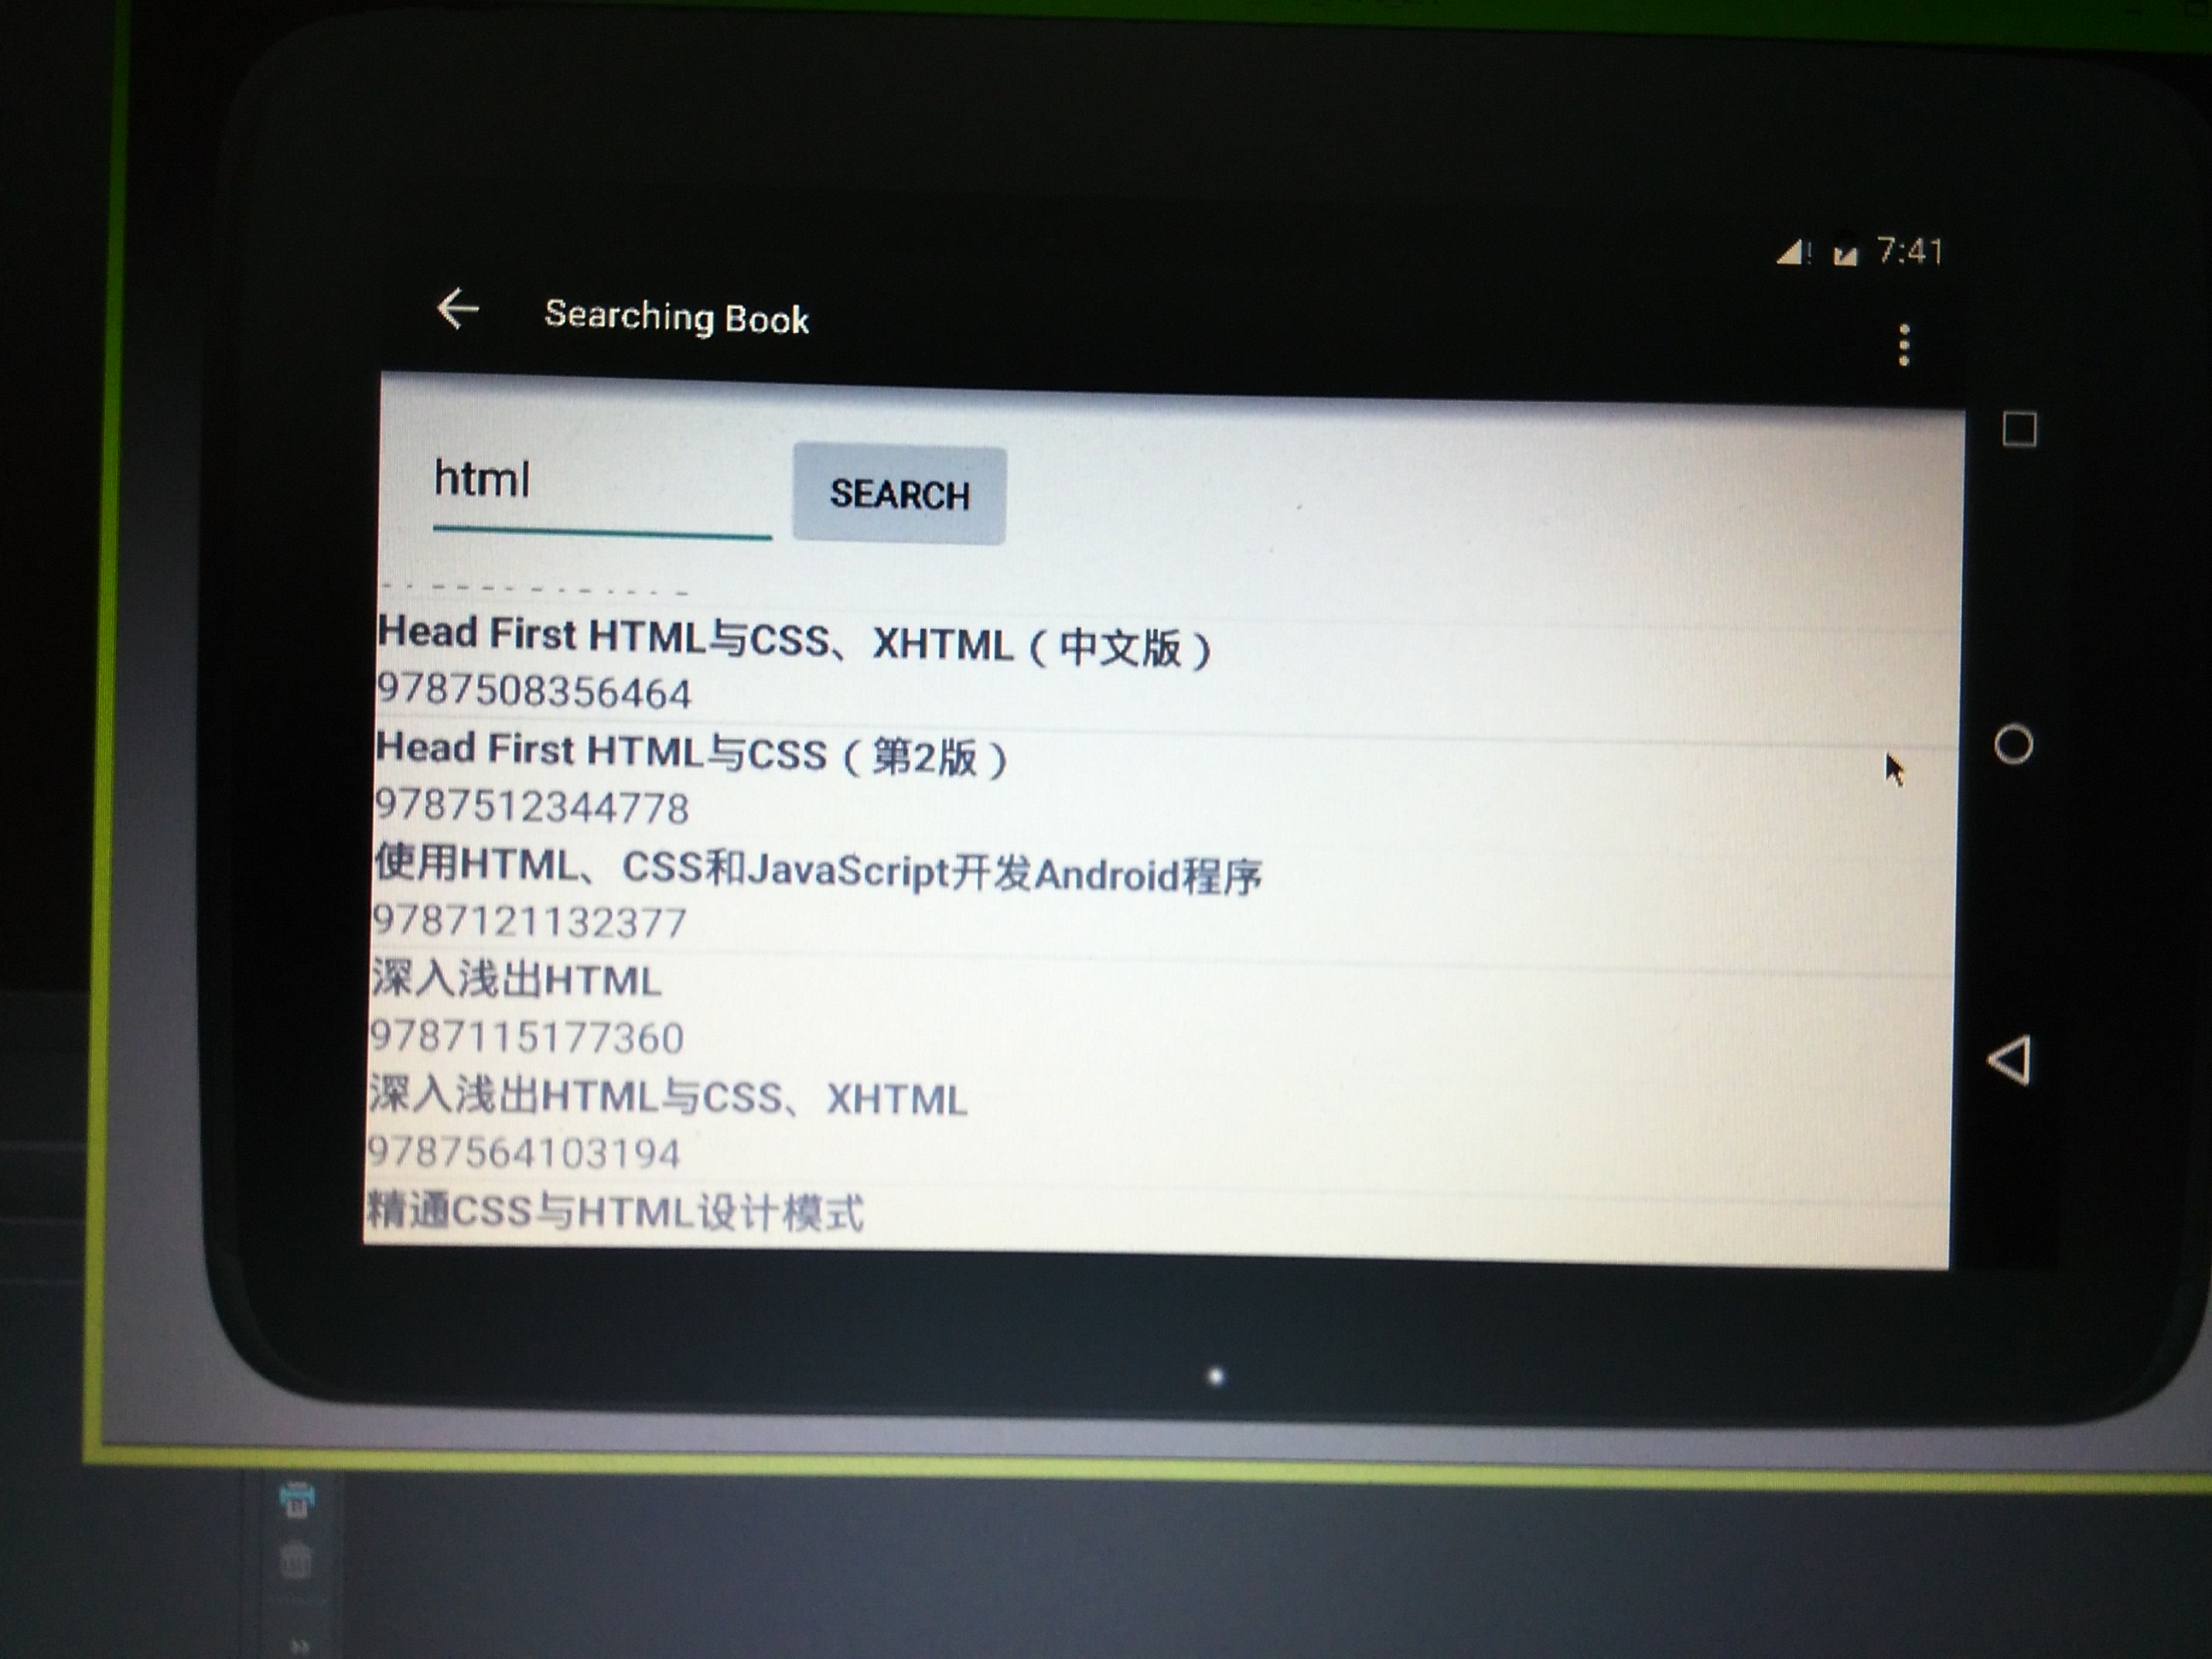 7:41
Searching Book
html
SEARCH
Head First HTML与CSS、XHTML（中文版）
9787508356464
Head First HTML与CSS（第2版）
9787512344778
使用HTML、CSS和JavaScript开发Android程序
9787121132377
深入浅出HTML
9787115177360
深入浅出HTML与CSS、XHTML
9787564103194
精通CSS与HTML设计模式